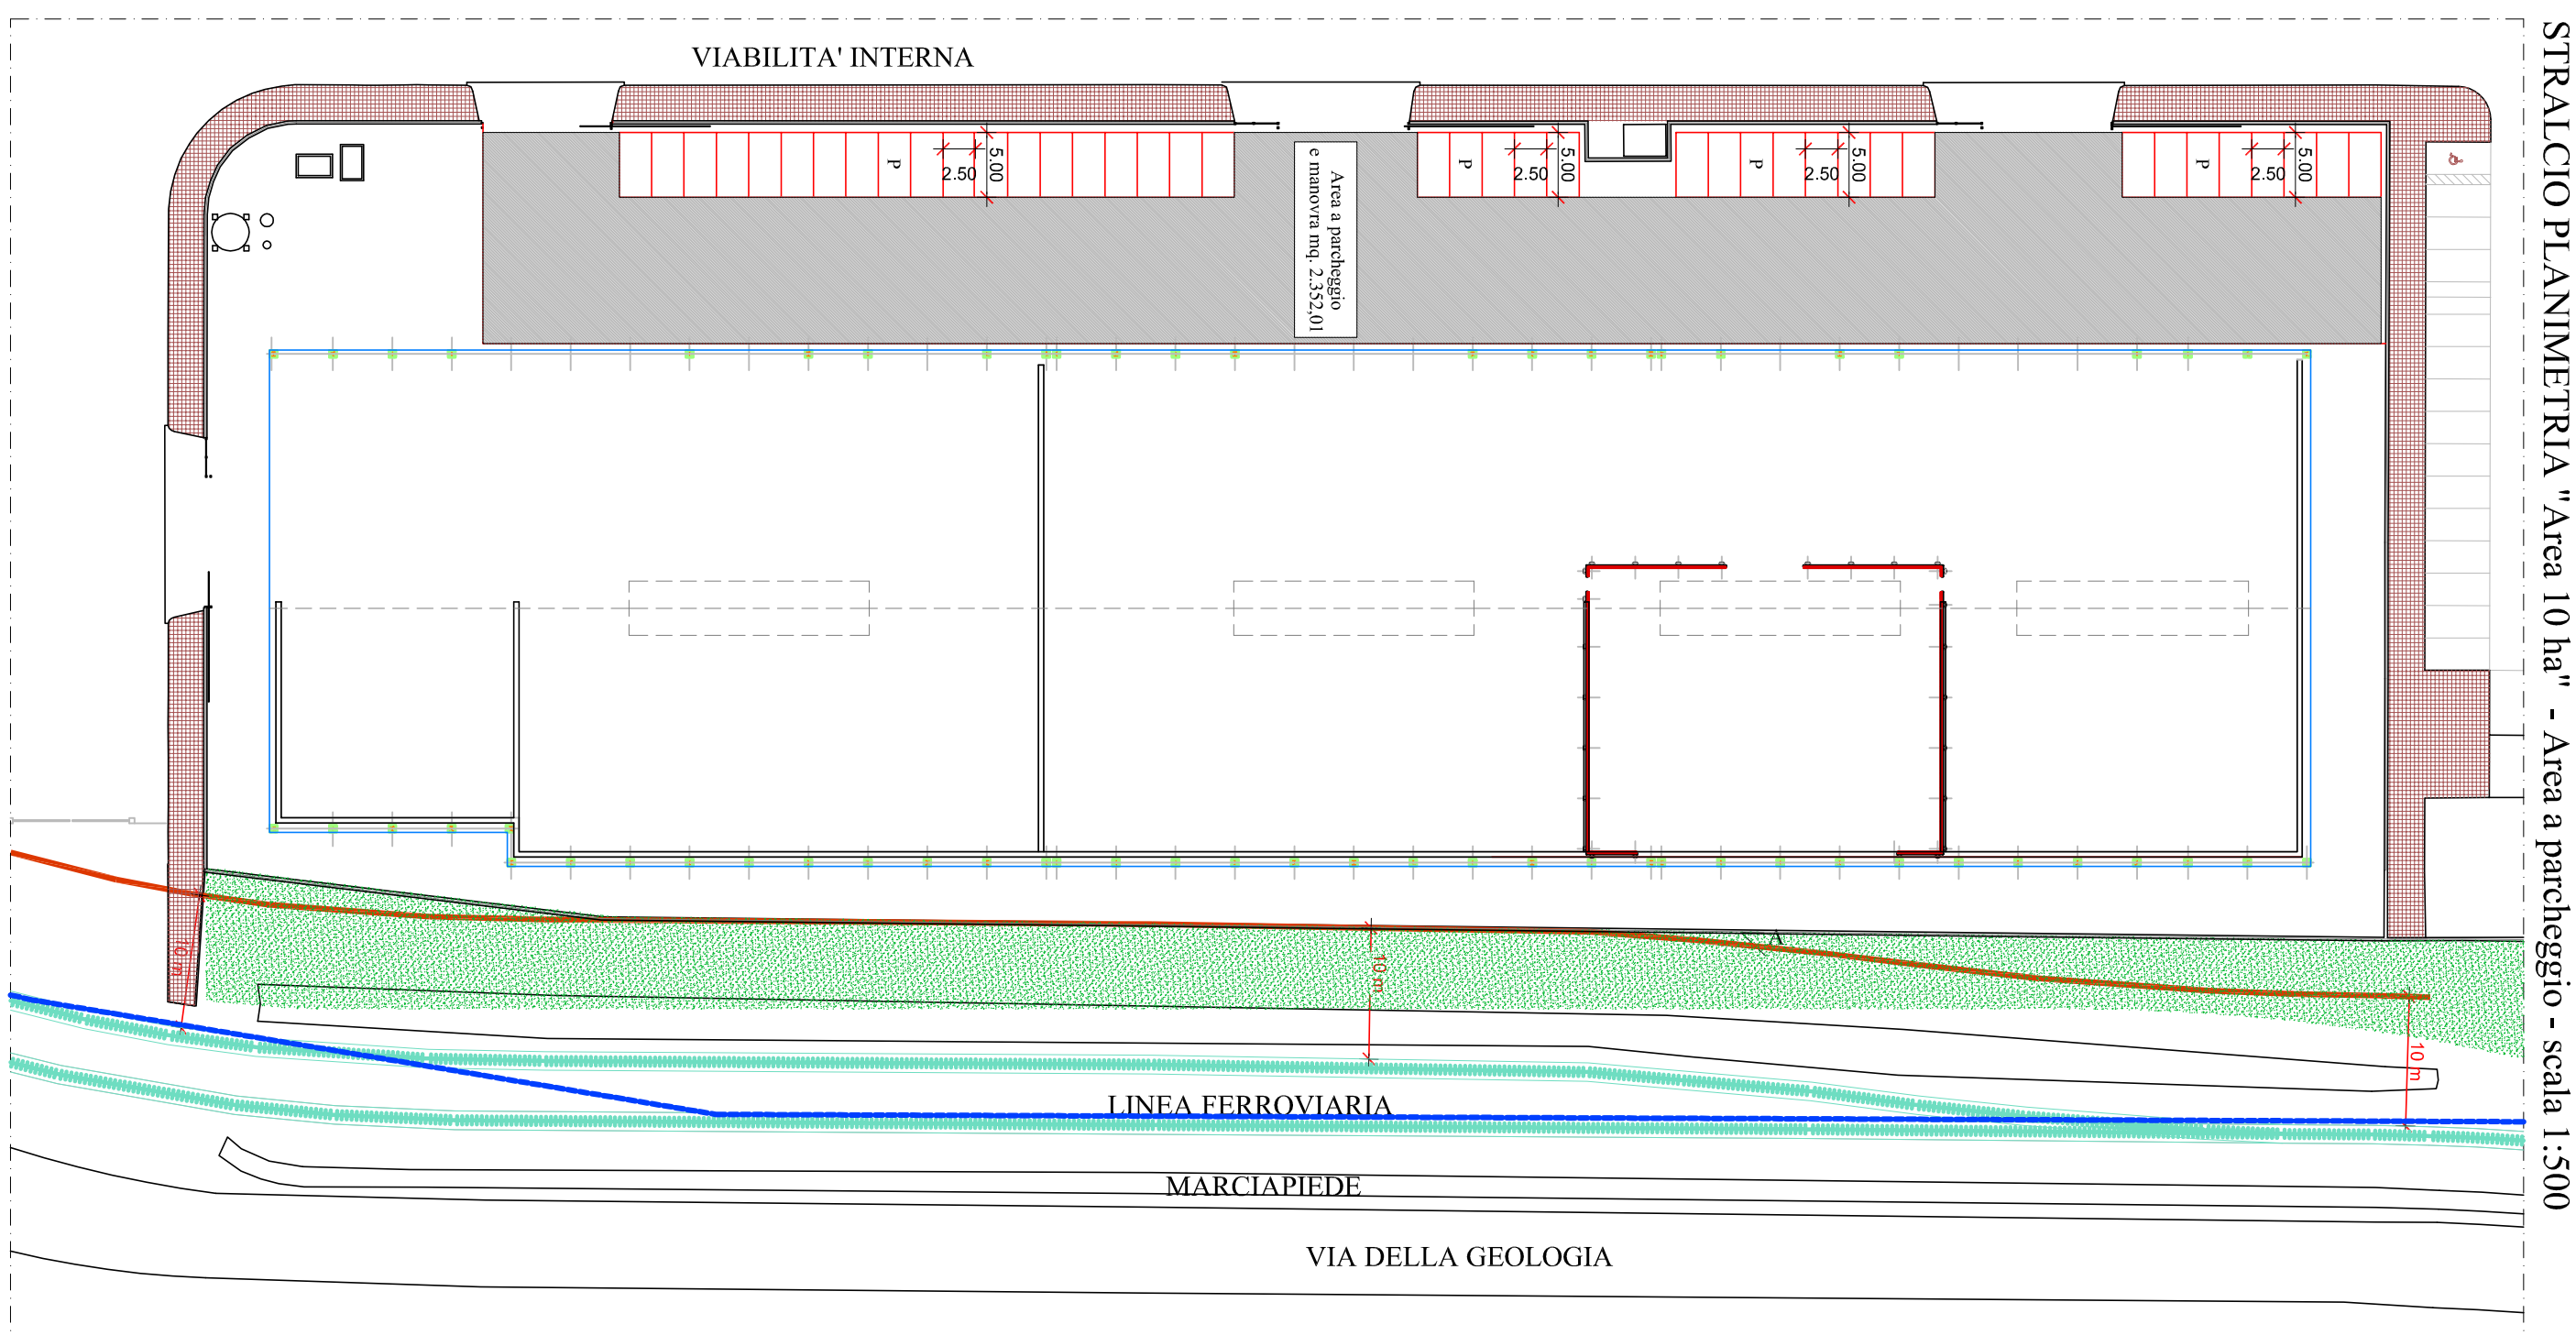 STRALCIO PLANIMETRIA "Area 10 ha" - Area a parcheggio - scala 1:500
VIABILITA' INTERNA
P
2.50
5.00
Area a parcheggio
e manovra mq. 2.352,01
P
2.50
5.00
P
2.50
5.00
P
2.50
5.00
A
10 m
10 m
10 m
LINEA FERROVIARIA
MARCIAPIEDE
VIA DELLA GEOLOGIA